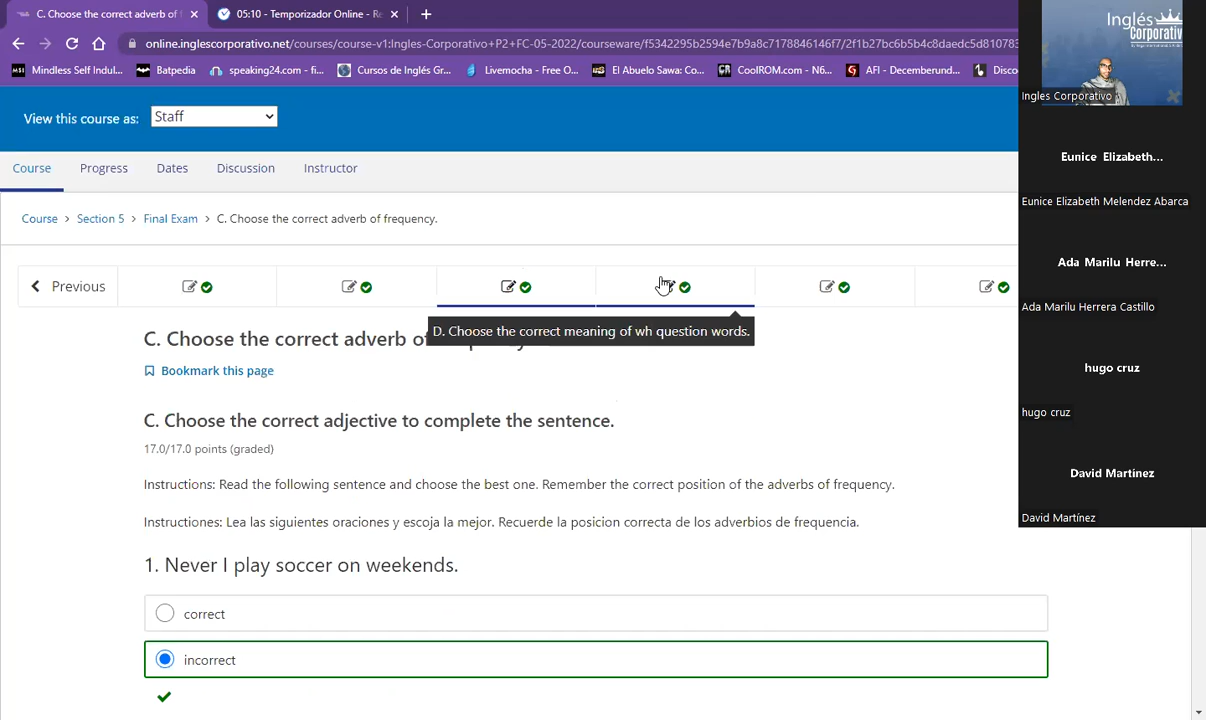 C. Choose the correct adverb of f
05:10 - Temporizador Online - Re
online.inglescorporativo.net/courses/course-v1:Ingles-Corporativo+P2+FC-05-2022/courseware/f5342295b2594e7b9a8c7178846146f7/2f1b27bc6b5b4c8daedc5d810783
Mindless Self Indul...
Batpedia
speaking24.com - fi...
Cursos de Inglés Gr...
Livemocha - Free O...
El Abuelo Sawa: Co...
CoolROM.com - N6...
AFI - Decemberund...
Disco
View this course as:
Staff
Course
Progress
Dates
Discussion
Instructor
Course > Section 5 > Final Exam > C. Choose the correct adverb of frequency.
Previous
D. Choose the correct meaning of wh question words.
C. Choose the correct adverb of
Bookmark this page
C. Choose the correct adjective to complete the sentence.
17.0/17.0 points (graded)
Instructions: Read the following sentence and choose the best one. Remember the correct position of the adverbs of frequency.
Instructiones: Lea las siguientes oraciones y escoja la mejor. Recuerde la posicion correcta de los adverbios de frecuencia.
1. Never I play soccer on weekends.
correct
incorrect
Inglés
Corporativo
Ingles Corporativo
Eunice Elizabeth...
Eunice Elizabeth Melendez Abarca
Ada Marilu Herre...
Ada Marilu Herrera Castillo
hugo cruz
hugo cruz
David Martínez
David Martínez